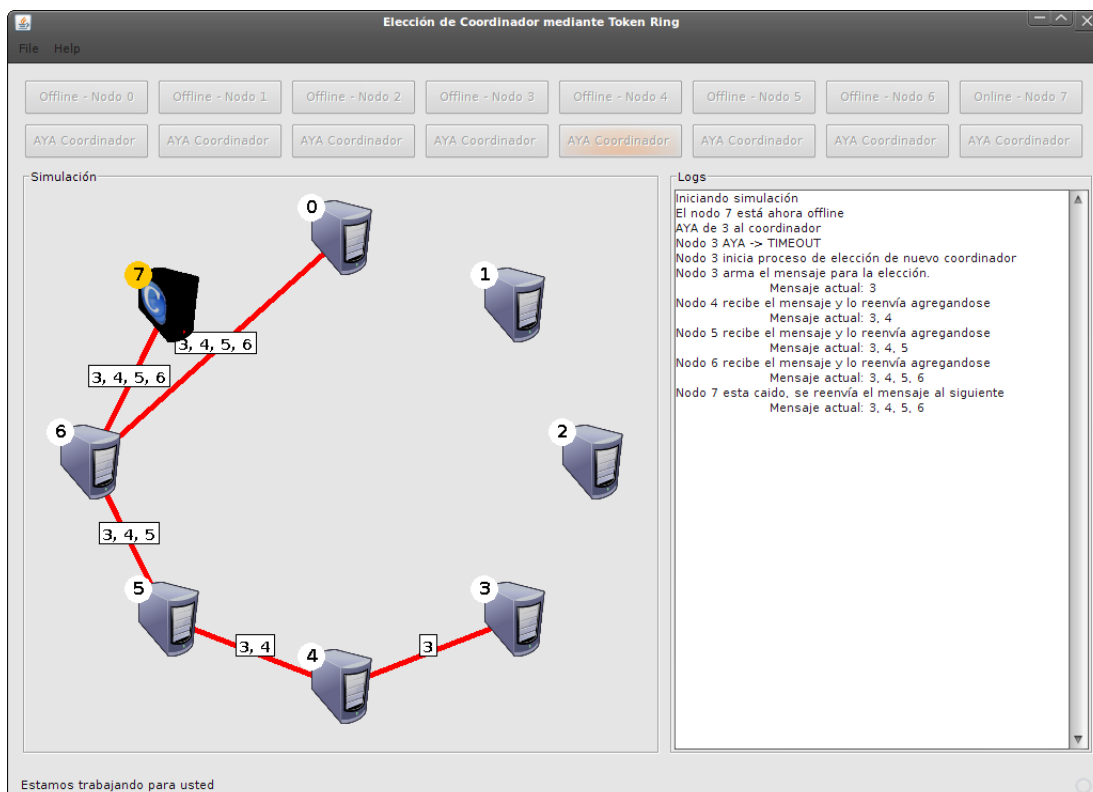 Elección de Coordinador mediante Token Ring
File Help
Offline - Nodo 0 Offline - Nodo 1 Offline - Nodo 2 Offline - Nodo 3 Offline - Nodo 4 Offline - Nodo 5 Offline - Nodo 6 Online - Nodo 7
AYA Coordinador AYA Coordinador AYA Coordinador AYA Coordinador AYA Coordinador AYA Coordinador AYA Coordinador AYA Coordinador
Simulación
0
1
7
3, 4, 5, 6
3, 4, 5, 6
6
2
3, 4, 5
5
3
3, 4
3
4
Logs
Iniciando simulación
El nodo 7 está ahora offline
AYA de 3 al coordinador
Nodo 3 AYA -> TIMEOUT
Nodo 3 inicia proceso de elección de nuevo coordinador
Nodo 3 arma el mensaje para la elección.
Mensaje actual: 3
Nodo 4 recibe el mensaje y lo reenvía agregandose
Mensaje actual: 3, 4
Nodo 5 recibe el mensaje y lo reenvía agregandose
Mensaje actual: 3, 4, 5
Nodo 6 recibe el mensaje y lo reenvía agregandose
Mensaje actual: 3, 4, 5, 6
Nodo 7 esta caido, se reenvía el mensaje al siguiente
Mensaje actual: 3, 4, 5, 6
Estamos trabajando para usted